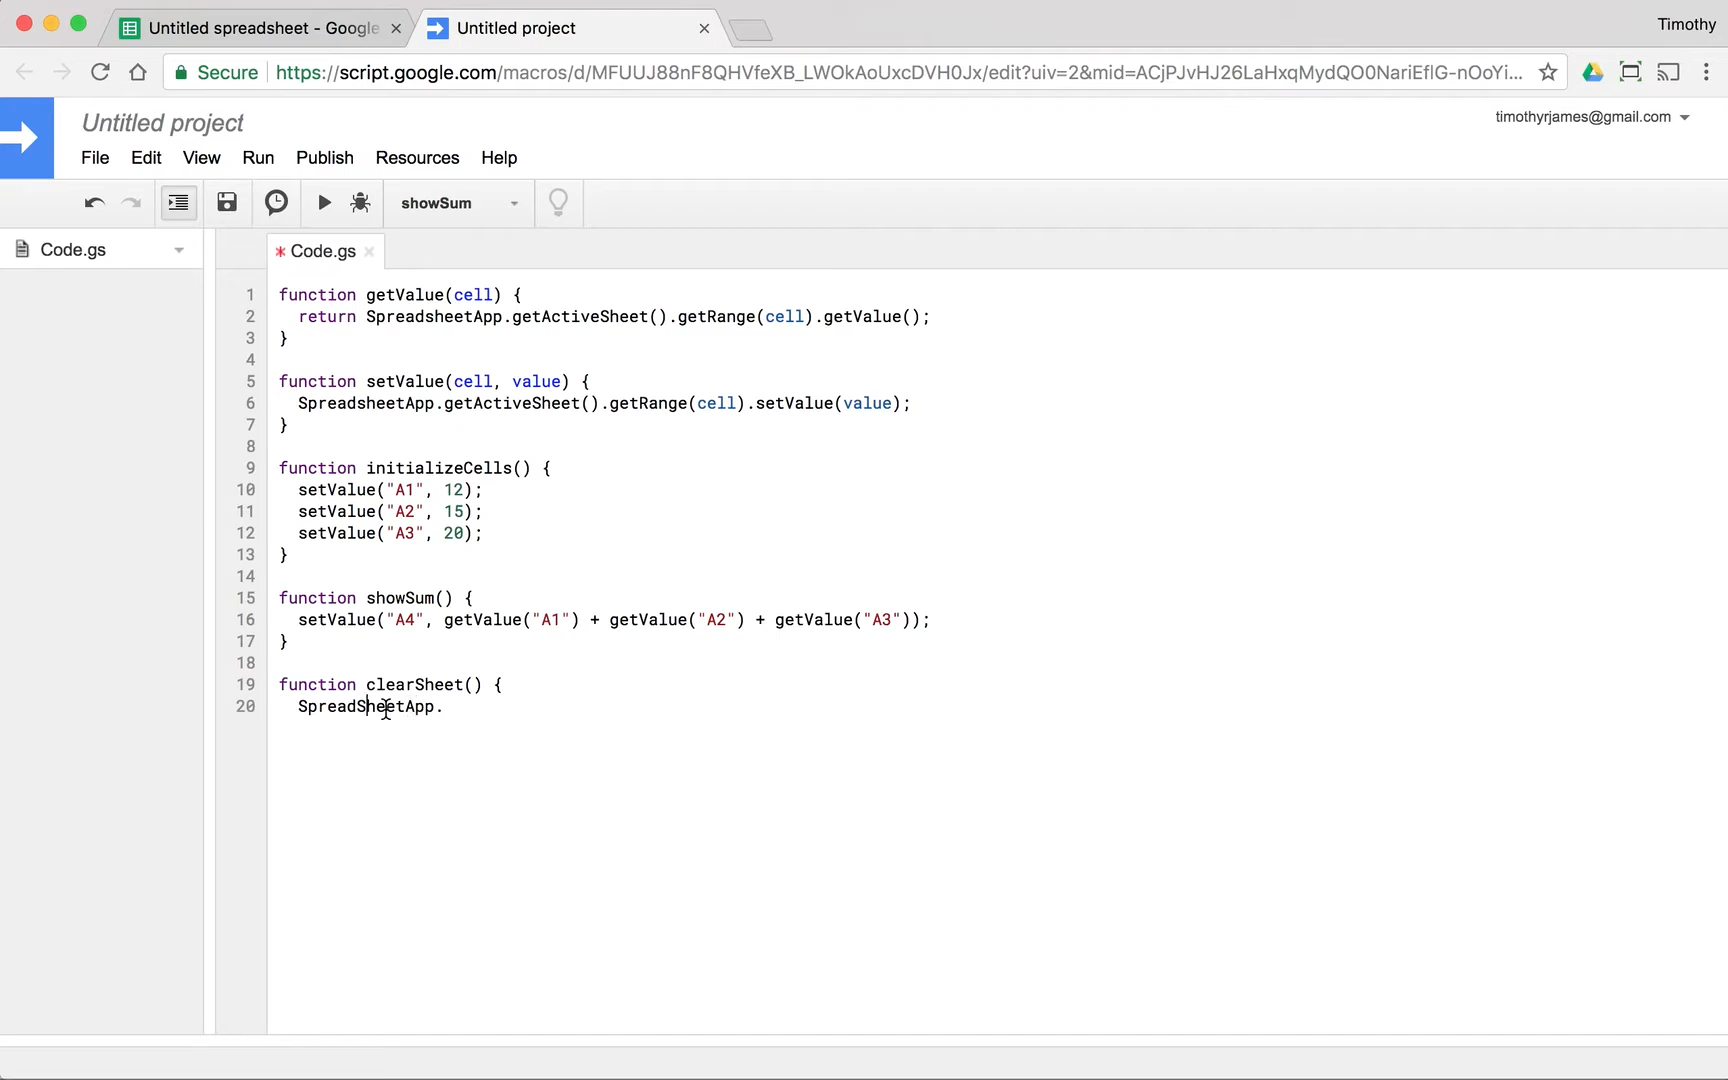 Untitled spreadsheet - Google
Untitled project
Timothy
Secure
https://script.google.com/macros/d/MFUUJ88nF8QHVfeXB_LWOkAoUxcDVH0Jx/edit?uiv=2&mid=ACjPJvHJ26LaHxqMydQO0NariEflG-nOoYi...
Untitled project
timothyrjames@gmail.com
File Edit View Run Publish Resources Help
showSum
Code.gs
* Code.gs
1 function getValue(cell) {
2 return SpreadsheetApp.getActiveSheet().getRange(cell).getValue();
3 }
4
5 function setValue(cell, value) {
6 SpreadsheetApp.getActiveSheet().getRange(cell).setValue(value);
7 }
8
9 function initializeCells() {
10 setValue("A1", 12);
11 setValue("A2", 15);
12 setValue("A3", 20);
13 }
14
15 function showSum() {
16 setValue("A4", getValue("A1") + getValue("A2") + getValue("A3"));
17 }
18
19 function clearSheet() {
20 SpreadSheetApp.